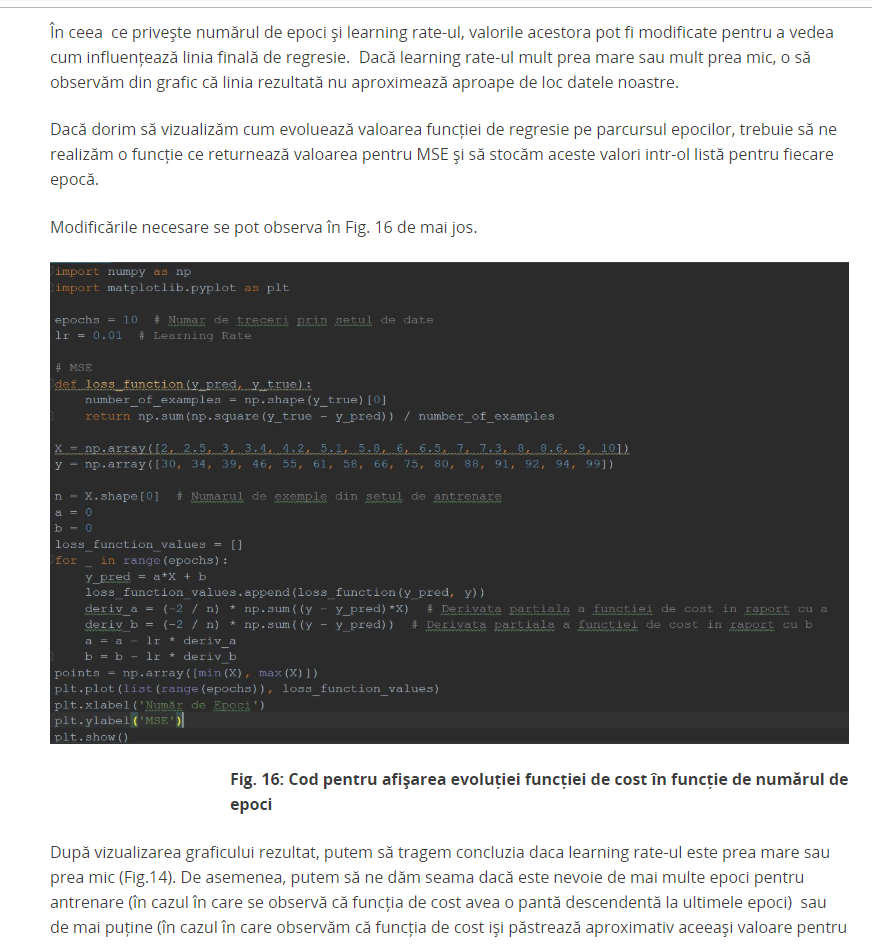 În ceea  ce privește numărul de epoci și learning rate-ul, valorile acestora pot fi modificate pentru a vedea
cum influențează linia finală de regresie.  Dacă learning rate-ul mult prea mare sau mult prea mic, o să
observăm din grafic că linia rezultată nu aproximează aproape de loc datele noastre.
Dacă dorim să vizualizăm cum evoluează valoarea funcției de regresie pe parcursul epocilor, trebuie să ne
realizăm o funcție ce returnează valoarea pentru MSE și să stocăm aceste valori intr-ol listă pentru fiecare
epocă.
Modificările necesare se pot observa în Fig. 16 de mai jos.
import numpy as np
import matplotlib.pyplot as plt
epochs = 10  # Numar de treceri prin setul de date
lr = 0.01  # Learning Rate
# MSE
def loss_function(y_pred, y_true):
    number_of_examples = np.shape(y_true)[0]
    return np.sum(np.square(y_true - y_pred)) / number_of_examples
X = np.array([2, 2.5, 3, 3.4, 4.2, 5.1, 5.8, 6, 6.5, 7, 7.3, 8, 8.6, 9, 10])
y = np.array([30, 34, 39, 46, 55, 61, 58, 66, 75, 80, 88, 91, 92, 94, 99])
n = X.shape[0]  # Numarul de exemple din setul de antrenare
a = 0
b = 0
loss_function_values = []
for _ in range(epochs):
    y_pred = a*X + b
    loss_function_values.append(loss_function(y_pred, y))
    deriv_a = (-2 / n) * np.sum((y - y_pred)*X)  # Derivata partiala a functiei de cost in raport cu a
    deriv_b = (-2 / n) * np.sum((y - y_pred))  # Derivata partiala a functiei de cost in raport cu b
    a = a - lr * deriv_a
    b = b - lr * deriv_b
points = np.array([min(X), max(X)])
plt.plot(list(range(epochs)), loss_function_values)
plt.xlabel('Număr de Epoci')
plt.ylabel('MSE')
plt.show()
Fig. 16: Cod pentru afișarea evoluției funcției de cost în funcție de numărul de
epoci
După vizualizarea graficului rezultat, putem să tragem concluzia daca learning rate-ul este prea mare sau
prea mic (Fig.14). De asemenea, putem să ne dăm seama dacă este nevoie de mai multe epoci pentru
antrenare (în cazul în care se observă că funcția de cost avea o pantă descendentă la ultimele epoci)  sau
de mai puține (în cazul în care observăm că funcția de cost își păstrează aproximativ aceeași valoare pentru